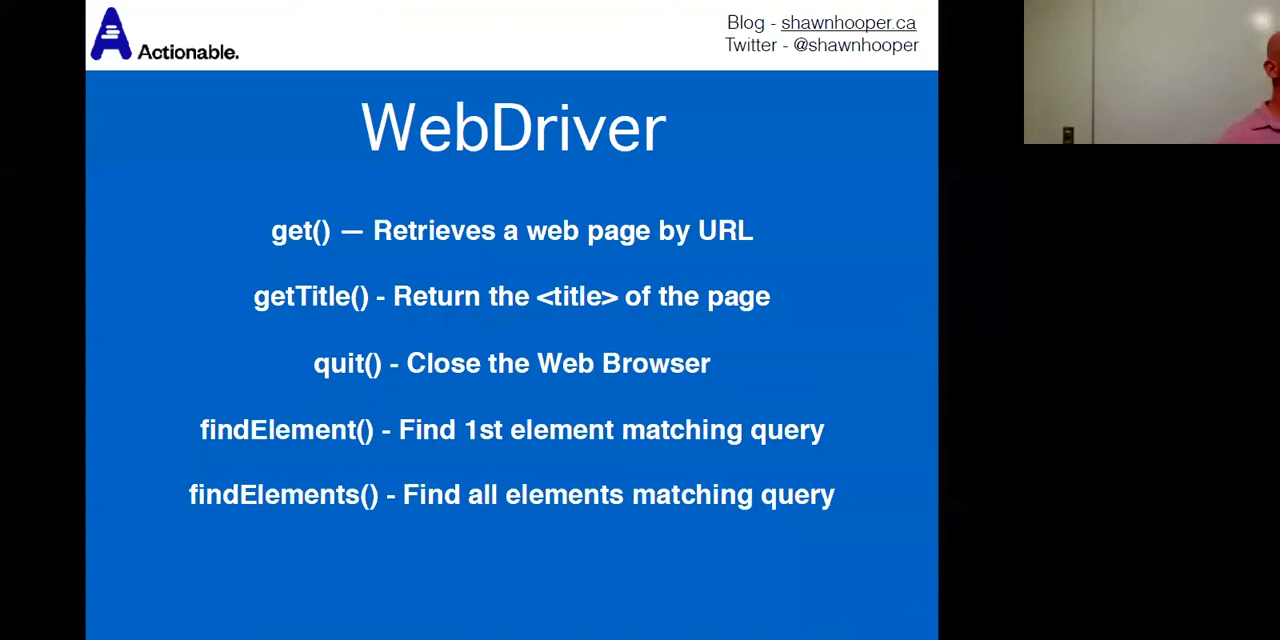 Actionable.
Blog - shawnhooper.ca
Twitter - @shawnhooper
WebDriver
get() — Retrieves a web page by URL
getTitle() - Return the <title> of the page
quit() - Close the Web Browser
findElement() - Find 1st element matching query
findElements() - Find all elements matching query